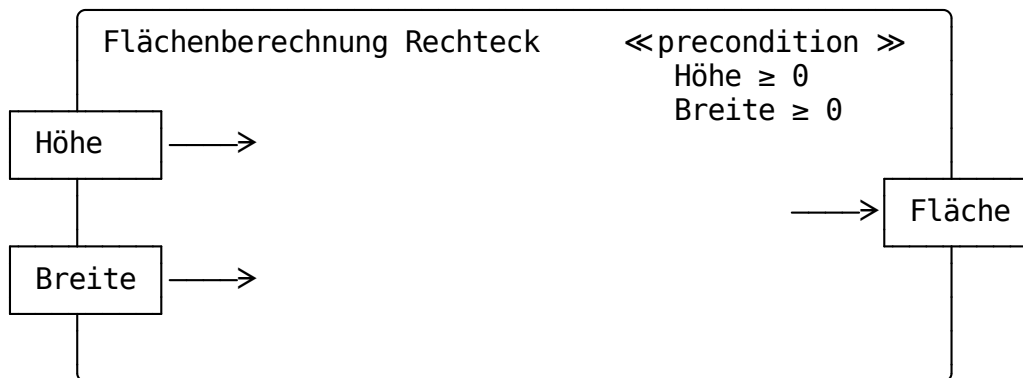 Flächenberechnung Rechteck ≪precondition ≫
Höhe ≥ 0
Breite ≥ 0
Höhe
Fläche
Breite